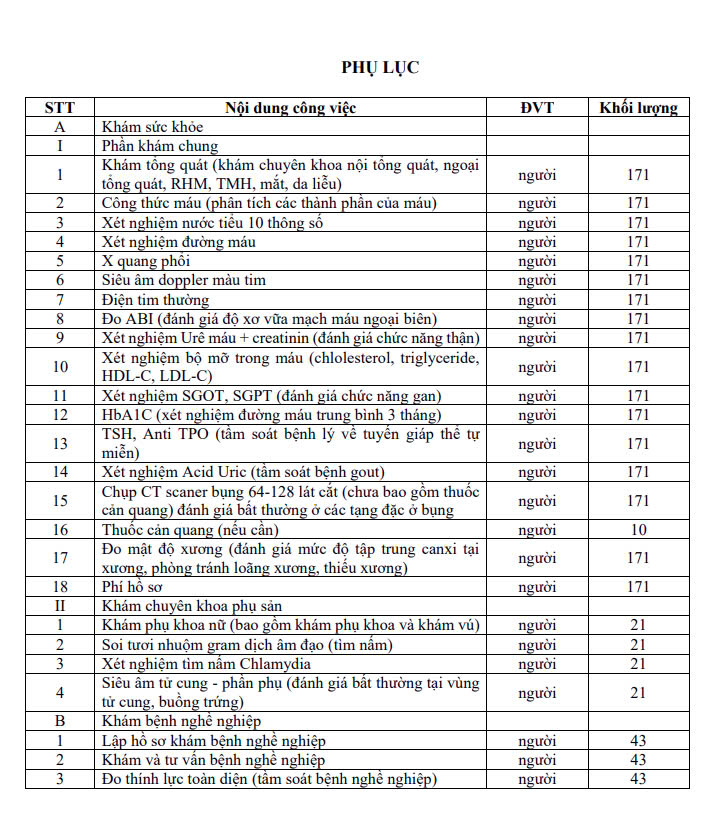 PHỤ LỤC
STT Nội dung công việc ĐVT Khối lượng
A Khám sức khỏe
I Phần khám chung
1 Khám tổng quát (khám chuyên khoa nội tổng quát, ngoại tổng quát, RHM, TMH, mắt, da liễu) người 171
2 Công thức máu (phân tích các thành phần của máu) người 171
3 Xét nghiệm nước tiểu 10 thông số người 171
4 Xét nghiệm đường máu người 171
5 X quang phổi người 171
6 Siêu âm doppler màu tim người 171
7 Điện tim thường người 171
8 Đo ABI (đánh giá độ xơ vữa mạch máu ngoại biên) người 171
9 Xét nghiệm Urê máu + creatinin (đánh giá chức năng thận) người 171
10 Xét nghiệm bộ mỡ trong máu (chlolesterol, triglyceride, HDL-C, LDL-C) người 171
11 Xét nghiệm SGOT, SGPT (đánh giá chức năng gan) người 171
12 HbA1C (xét nghiệm đường máu trung bình 3 tháng) người 171
13 TSH, Anti TPO (tầm soát bệnh lý về tuyến giáp thể tự miễn) người 171
14 Xét nghiệm Acid Uric (tầm soát bệnh gout) người 171
15 Chụp CT scaner bụng 64-128 lát cắt (chưa bao gồm thuốc cản quang) đánh giá bất thường ở các tạng đặc ở bụng người 171
16 Thuốc cản quang (nếu cần) người 10
17 Đo mật độ xương (đánh giá mức độ tập trung canxi tại xương, phòng tránh loãng xương, thiếu xương) người 171
18 Phí hồ sơ người 171
II Khám chuyên khoa phụ sản
1 Khám phụ khoa nữ (bao gồm khám phụ khoa và khám vú) người 21
2 Soi tươi nhuộm gram dịch âm đạo (tìm nấm) người 21
3 Xét nghiệm tìm nấm Chlamydia người 21
4 Siêu âm tử cung - phần phụ (đánh giá bất thường tại vùng tử cung, buồng trứng) người 21
B Khám bệnh nghề nghiệp
1 Lập hồ sơ khám bệnh nghề nghiệp người 43
2 Khám và tư vấn bệnh nghề nghiệp người 43
3 Đo thính lực toàn diện (tầm soát bệnh nghề nghiệp) người 43